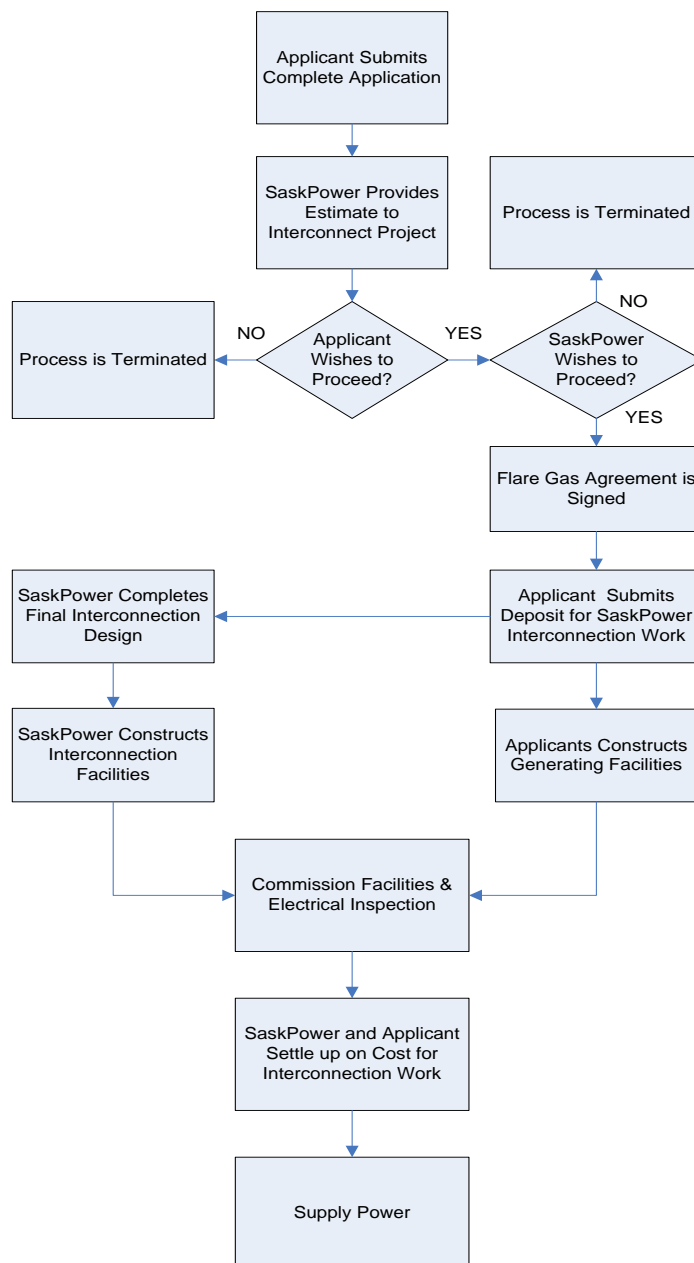 Applicant Submits
Complete Application
SaskPower Provides
Estimate to
Interconnect Project
Process is Terminated
NO
Process is Terminated
NO
Applicant
Wishes to
Proceed?
YES
SaskPower
Wishes to
Proceed?
YES
Flare Gas Agreement is
Signed
SaskPower Completes
Final Interconnection
Design
Applicant Submits
Deposit for SaskPower
Interconnection Work
SaskPower Constructs
Interconnection
Facilities
Applicants Constructs
Generating Facilities
Commission Facilities &
Electrical Inspection
SaskPower and Applicant
Settle up on Cost for
Interconnection Work
Supply Power